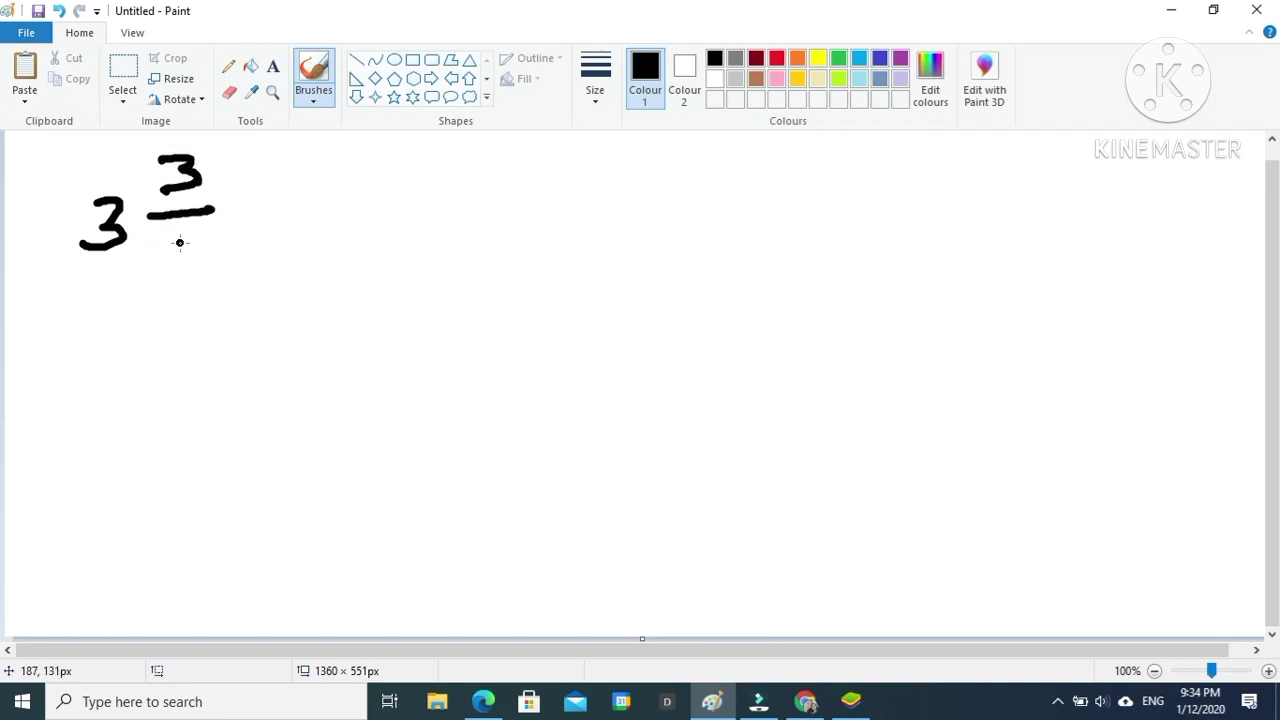 Untitled - Paint
File Home View
Paste Cut Copy Clipboard
Select Crop Resize Rotate Image
A Tools
Brushes
Shapes Outline Fill
Size
Colour 1 Colour 2 Edit colours Colours
Edit with Paint 3D
K
KINEMASTER
3
3
187, 131px 1360 × 551px 100%
Type here to search D ENG 9:34 PM 1/12/2020